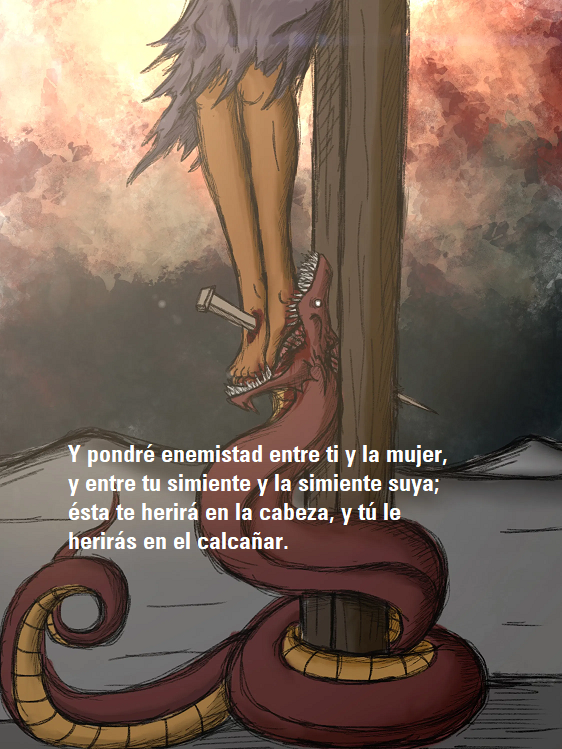 Y pondré enemistad entre ti y la mujer,
y entre tu simiente y la simiente suya;
ésta te herirá en la cabeza, y tú le
herirás en el calcañar.